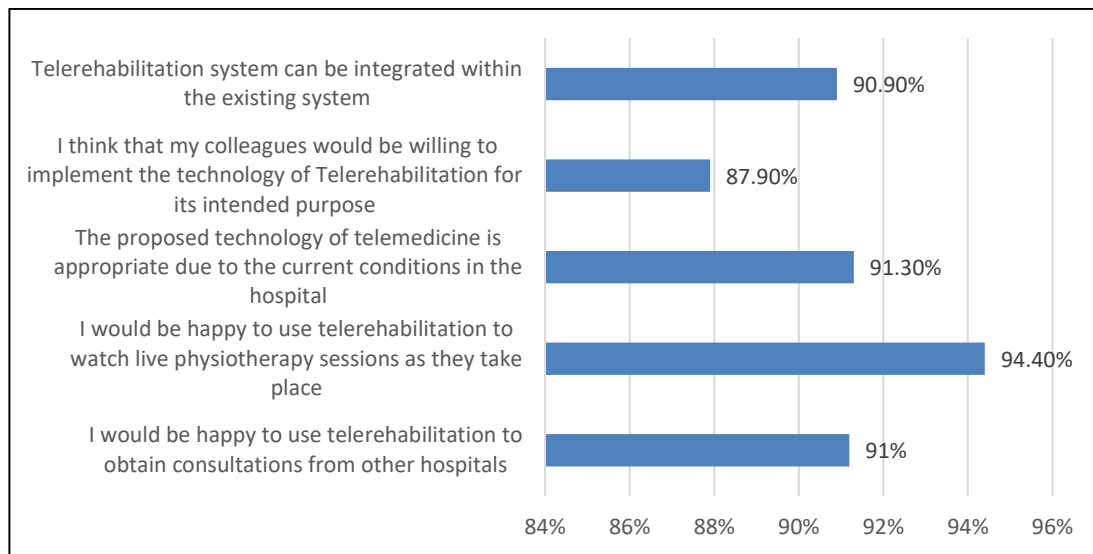 Telerehabilitation system can be integrated within
the existing system
90.90%
I think that my colleagues would be willing to
implement the technology of Telerehabilitation for
its intended purpose
87.90%
The proposed technology of telemedicine is
appropriate due to the current conditions in the
hospital
91.30%
I would be happy to use telerehabilitation to
watch live physiotherapy sessions as they take
place
94.40%
I would be happy to use telerehabilitation to
obtain consultations from other hospitals
91%
84% 86% 88% 90% 92% 94% 96%